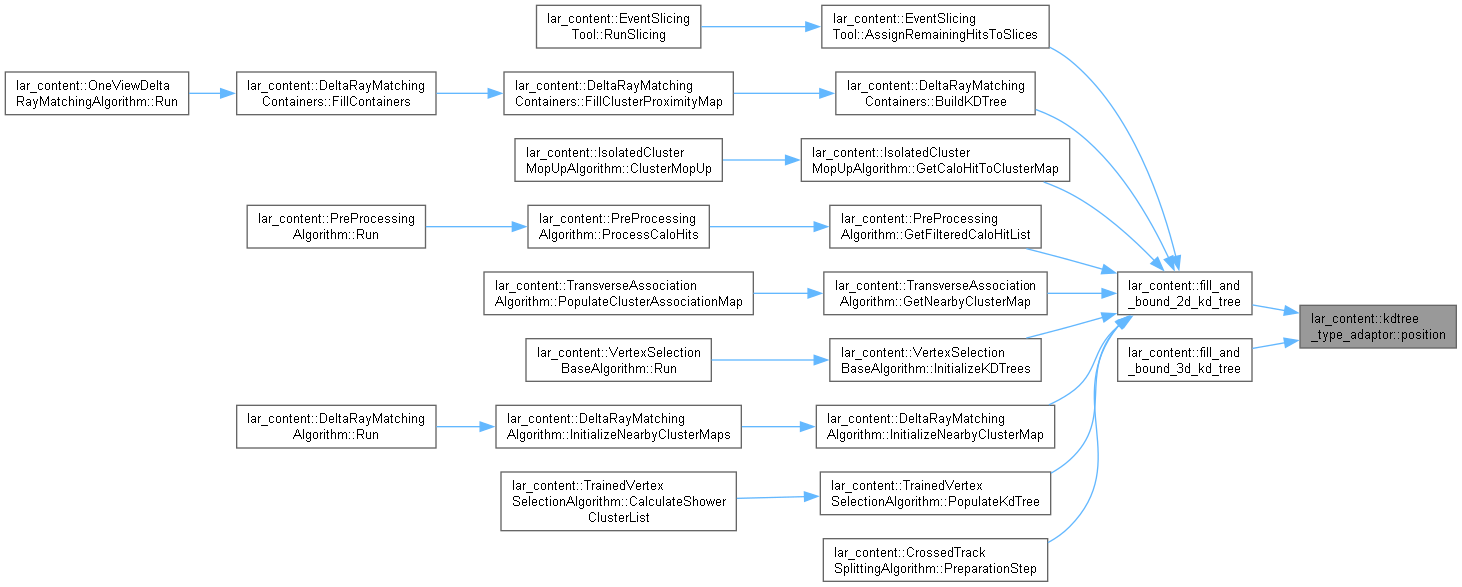 lar_content::EventSlicing
Tool::RunSlicing
lar_content::EventSlicing
Tool::AssignRemainingHitsToSlices
lar_content::OneViewDelta
RayMatchingAlgorithm::Run
lar_content::DeltaRayMatching
Containers::FillContainers
lar_content::DeltaRayMatching
Containers::FillClusterProximityMap
lar_content::DeltaRayMatching
Containers::BuildKDTree
lar_content::IsolatedCluster
MopUpAlgorithm::ClusterMopUp
lar_content::IsolatedCluster
MopUpAlgorithm::GetCaloHitToClusterMap
lar_content::PreProcessing
Algorithm::Run
lar_content::PreProcessing
Algorithm::ProcessCaloHits
lar_content::PreProcessing
Algorithm::GetFilteredCaloHitList
lar_content::TransverseAssociation
Algorithm::PopulateClusterAssociationMap
lar_content::TransverseAssociation
Algorithm::GetNearbyClusterMap
lar_content::fill_and
_bound_2d_kd_tree
lar_content::kdtree
_type_adaptor::position
lar_content::VertexSelection
BaseAlgorithm::Run
lar_content::VertexSelection
BaseAlgorithm::InitializeKDTrees
lar_content::fill_and
_bound_3d_kd_tree
lar_content::DeltaRayMatching
Algorithm::Run
lar_content::DeltaRayMatching
Algorithm::InitializeNearbyClusterMaps
lar_content::DeltaRayMatching
Algorithm::InitializeNearbyClusterMap
lar_content::TrainedVertex
SelectionAlgorithm::CalculateShower
ClusterList
lar_content::TrainedVertex
SelectionAlgorithm::PopulateKdTree
lar_content::CrossedTrack
SplittingAlgorithm::PreparationStep